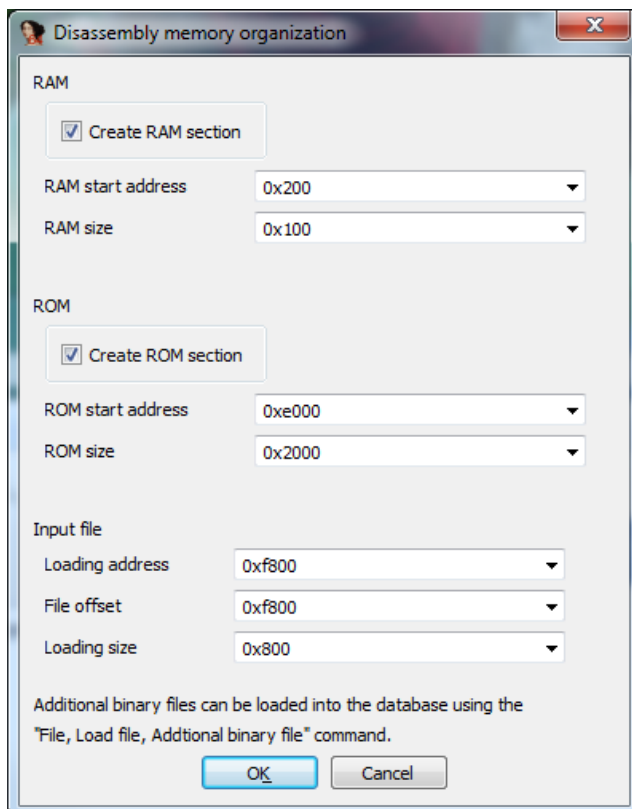 Disassembly memory organization
RAM
Create RAM section
RAM start address 0x200
RAM size 0x100
ROM
Create ROM section
ROM start address 0xe000
ROM size 0x2000
Input file
Loading address 0xf800
File offset 0xf800
Loading size 0x800
Additional binary files can be loaded into the database using the
"File, Load file, Addtional binary file" command.
OK Cancel